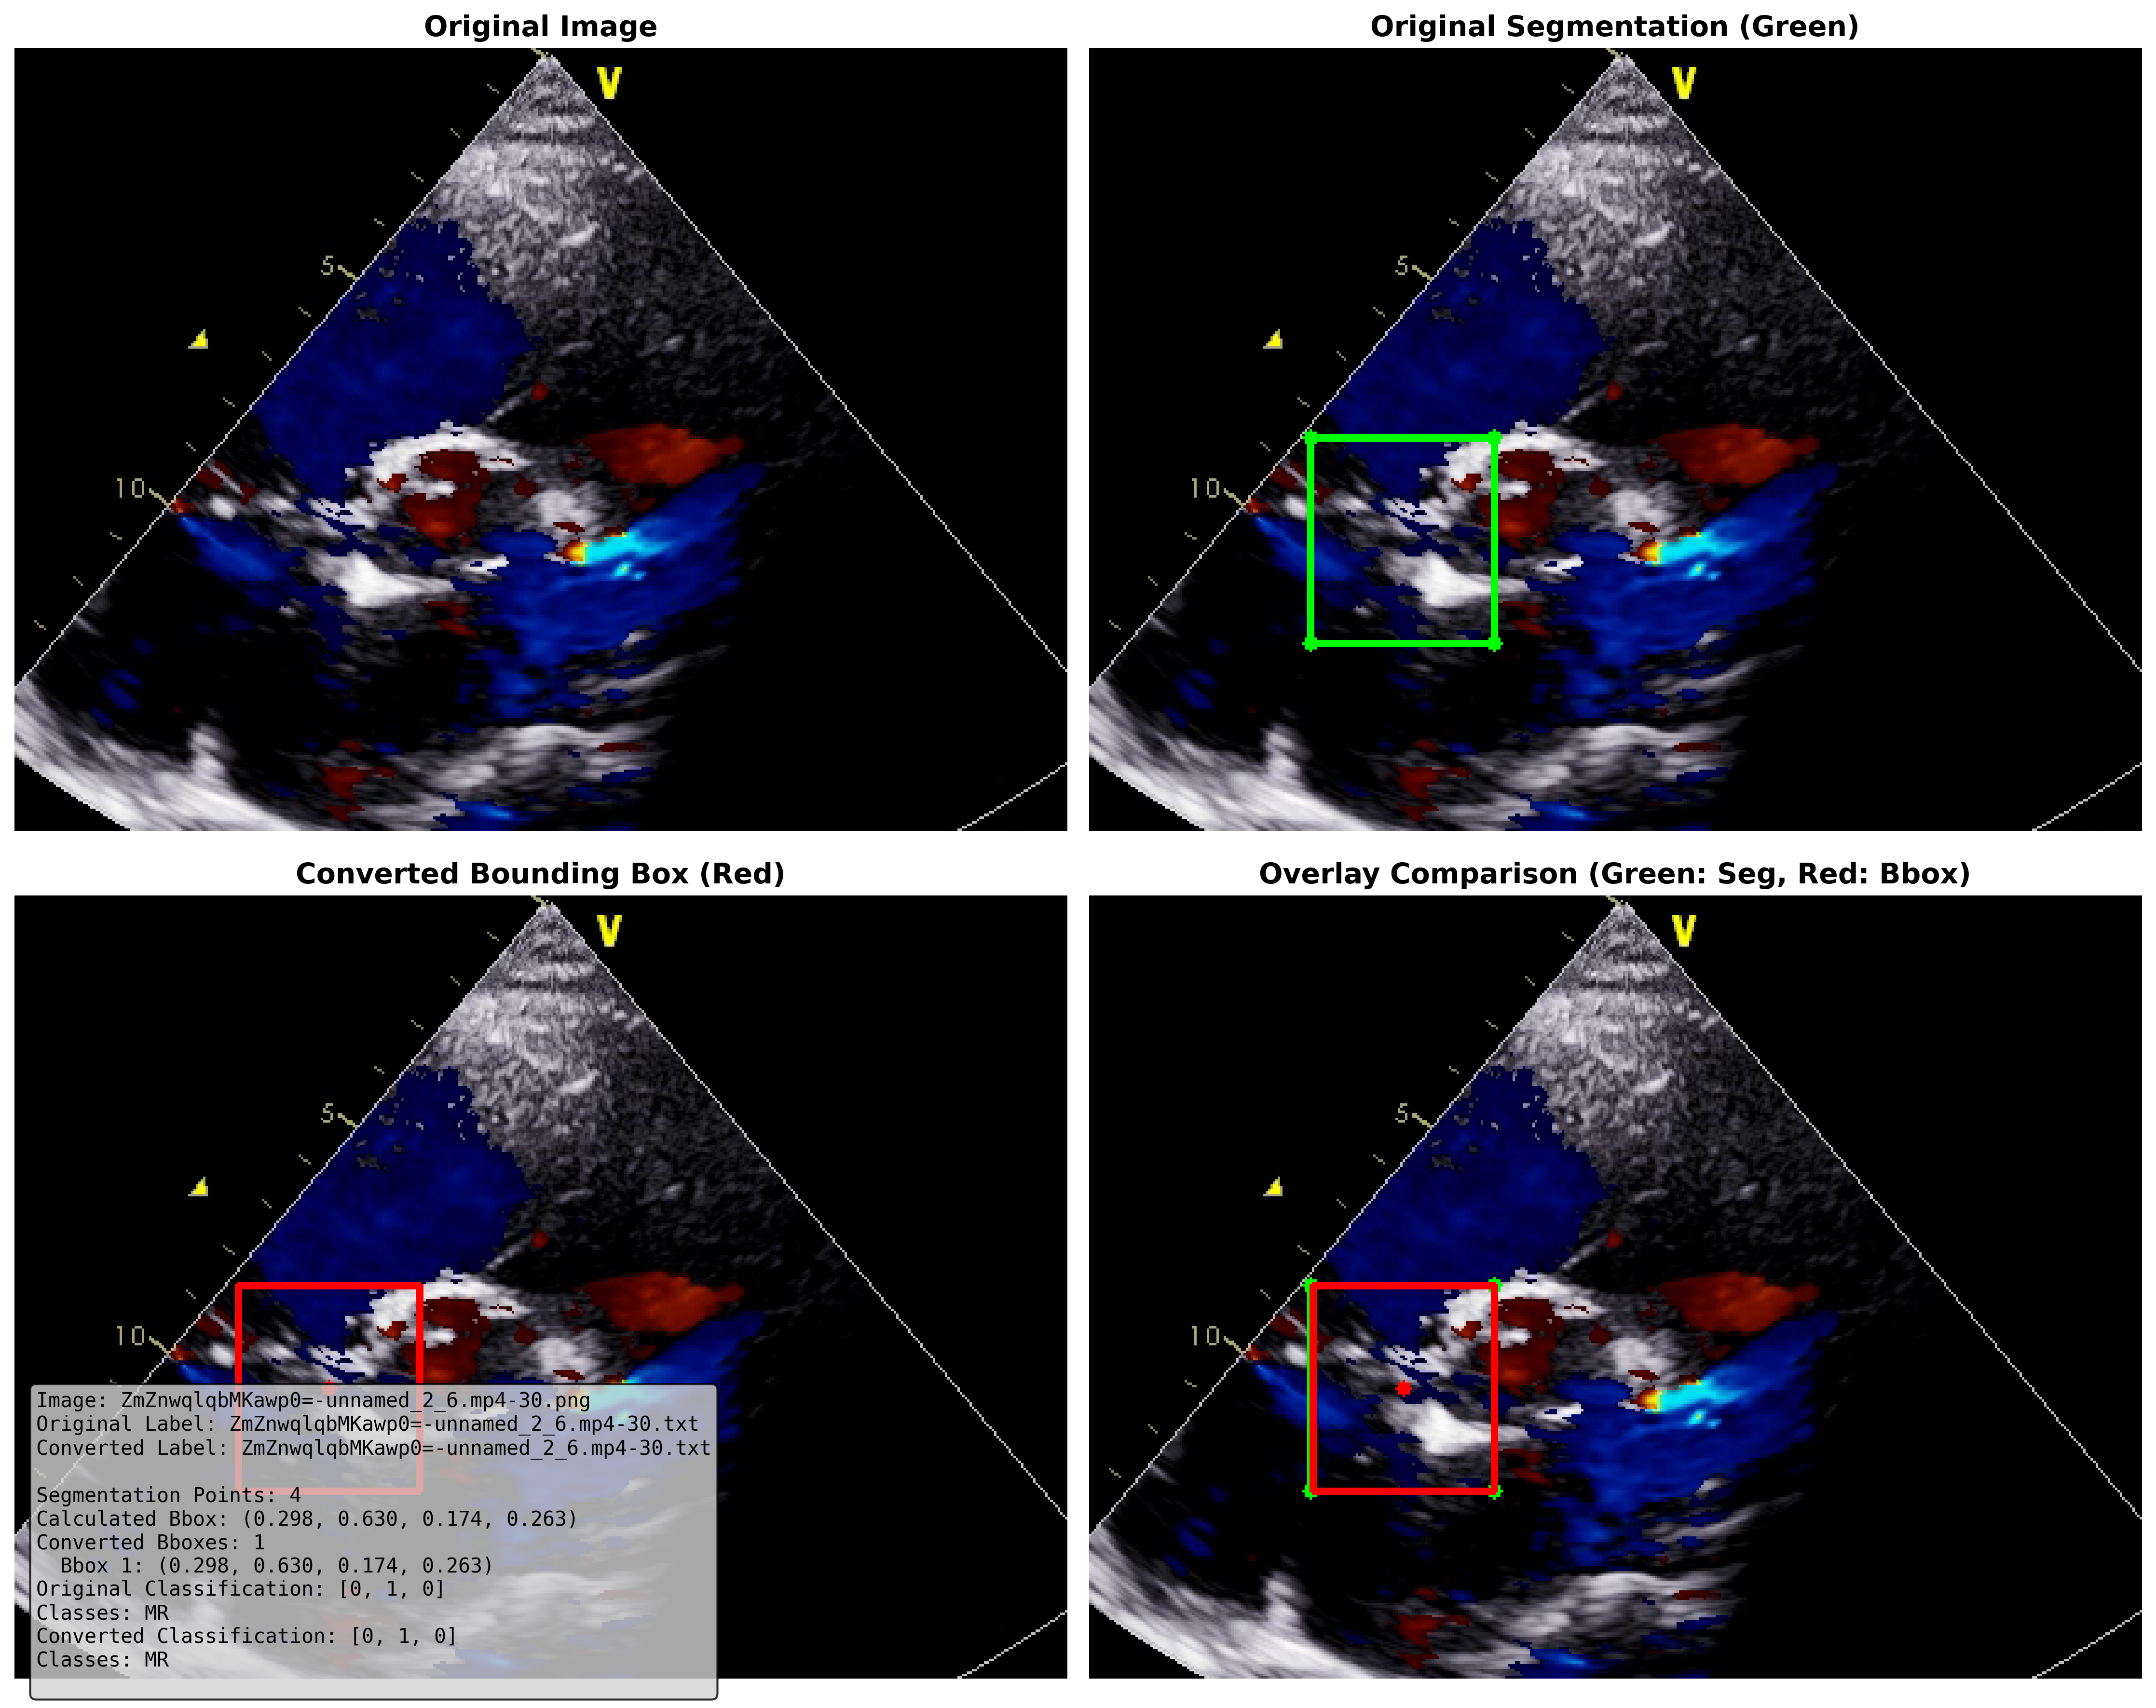 Original Image
Original Segmentation (Green)
V
5
10
V
5
10
Converted Bounding Box (Red)
Overlay Comparison (Green: Seg, Red: Bbox)
V
5
10
V
5
10
Image: ZmZnwqlqbMKawp0=-unnamed_2_6.mp4-30.png
Original Label: ZmZnwqlqbMKawp0=-unnamed_2_6.mp4-30.txt
Converted Label: ZmZnwqlqbMKawp0=-unnamed_2_6.mp4-30.txt
Segmentation Points: 4
Calculated Bbox: (0.298, 0.630, 0.174, 0.263)
Converted Bboxes: 1
Bbox 1: (0.298, 0.630, 0.174, 0.263)
Original Classification: [0, 1, 0]
Classes: MR
Converted Classification: [0, 1, 0]
Classes: MR